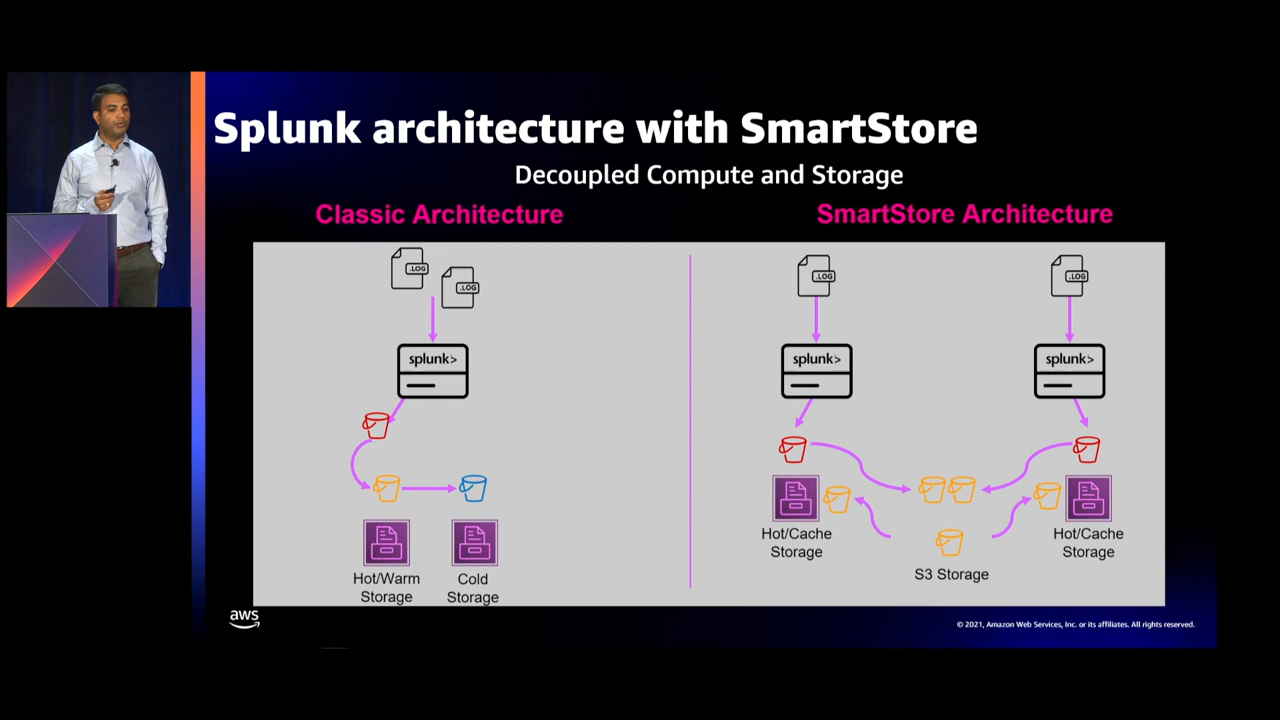 Splunk architecture with SmartStore
Decoupled Compute and Storage
Classic Architecture
SmartStore Architecture
.LOG
.LOG
.LOG
.LOG
splunk>
splunk>
splunk>
Hot/Warm
Storage
Cold
Storage
Hot/Cache
Storage
S3 Storage
Hot/Cache
Storage
aws
© 2021, Amazon Web Services, Inc. or its affiliates. All rights reserved.